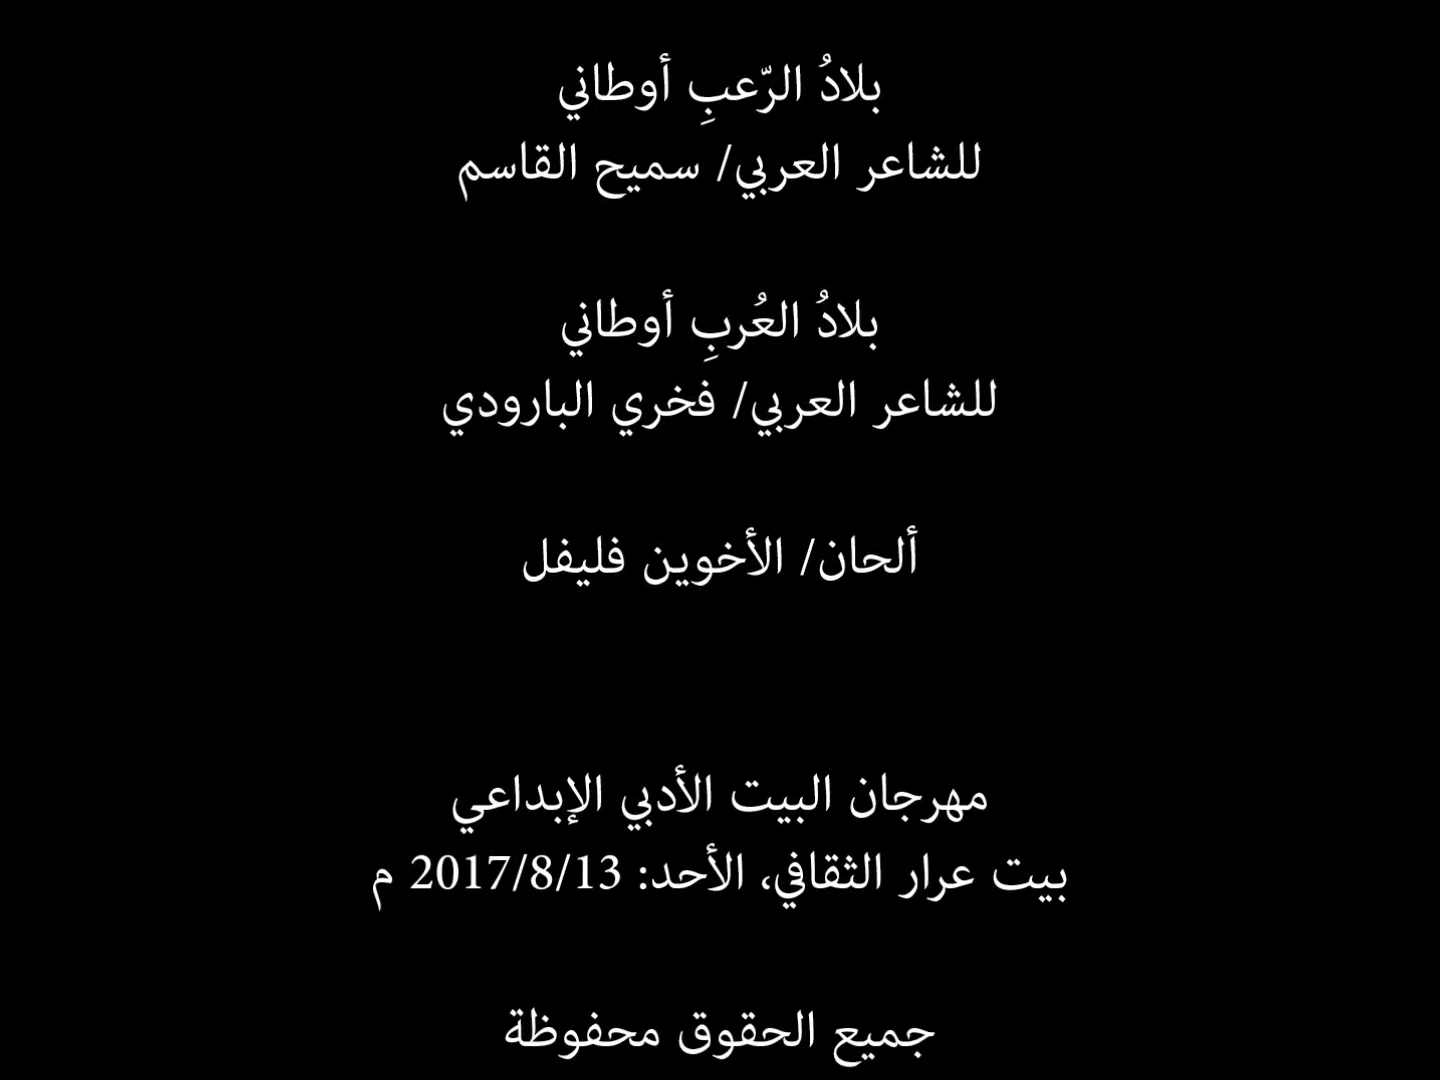 بلادُ الرّعبِ أوطاني
للشاعر العربي/ سميح القاسم
بلادُ العُربِ أوطاني
للشاعر العربي/ فخري البارودي
ألحان/ الأخوين فليفل
مهرجان البيت الأدبي الإبداعي
بيت عرار الثقافي، الأحد: 2017/8/13 م
جميع الحقوق محفوظة